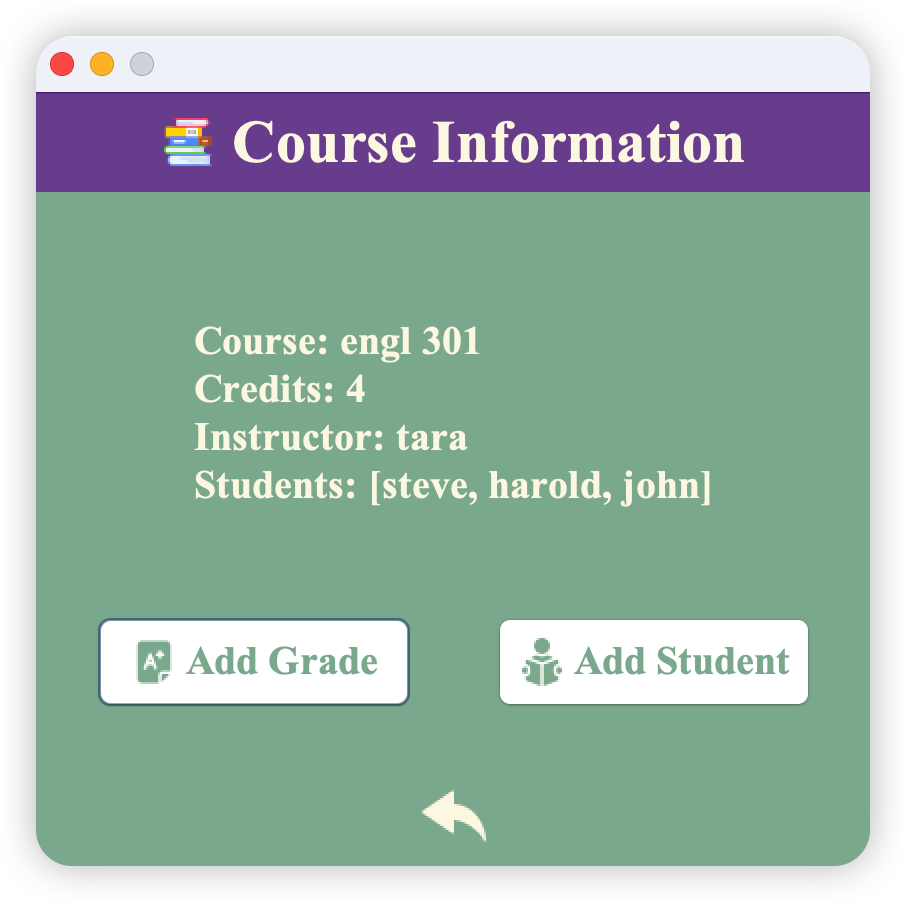 Course Information
Course: engl 301
Credits: 4
Instructor: tara
Students: [steve, harold, john]
A+ Add Grade
Add Student